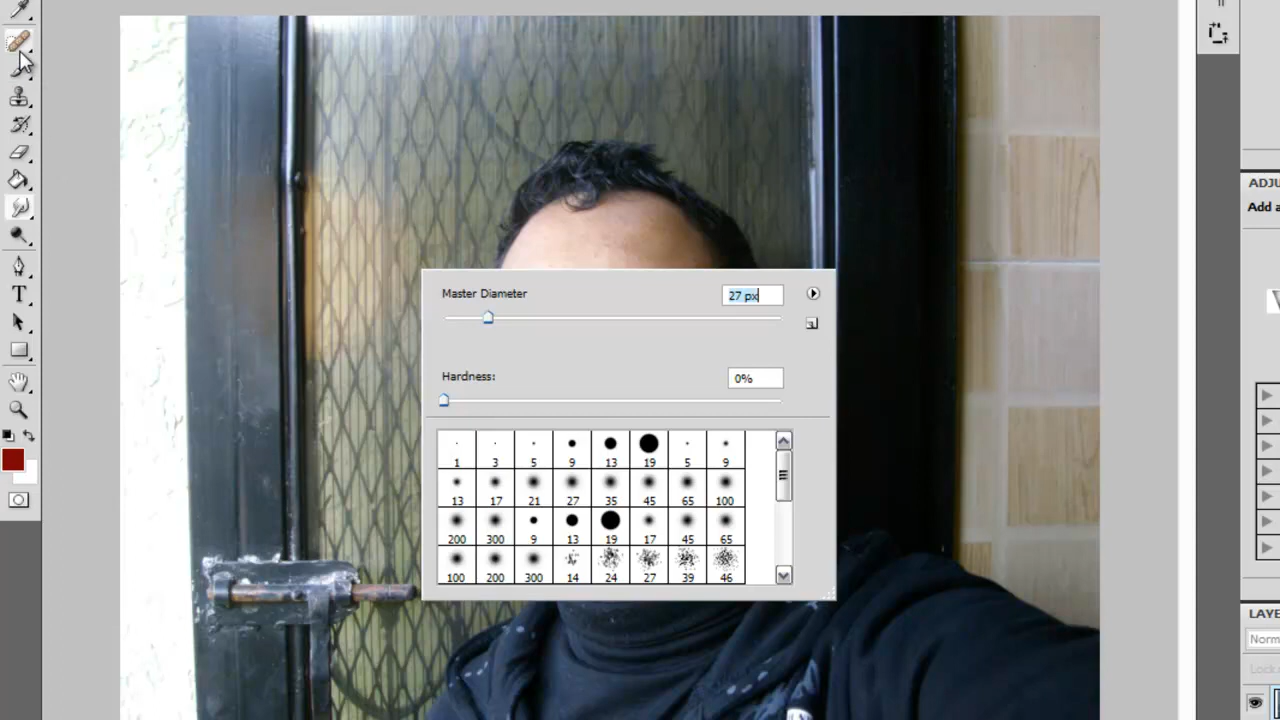 ADJU
Add a
Master Diameter
27 px
Hardness:
0%
1 3 5 9 13 19 5 9
13 17 21 27 35 45 65 100
200 300 9 13 19 17 45 65
100 200 300 14 24 27 39 46
T
LAYE
Norm
Lock: